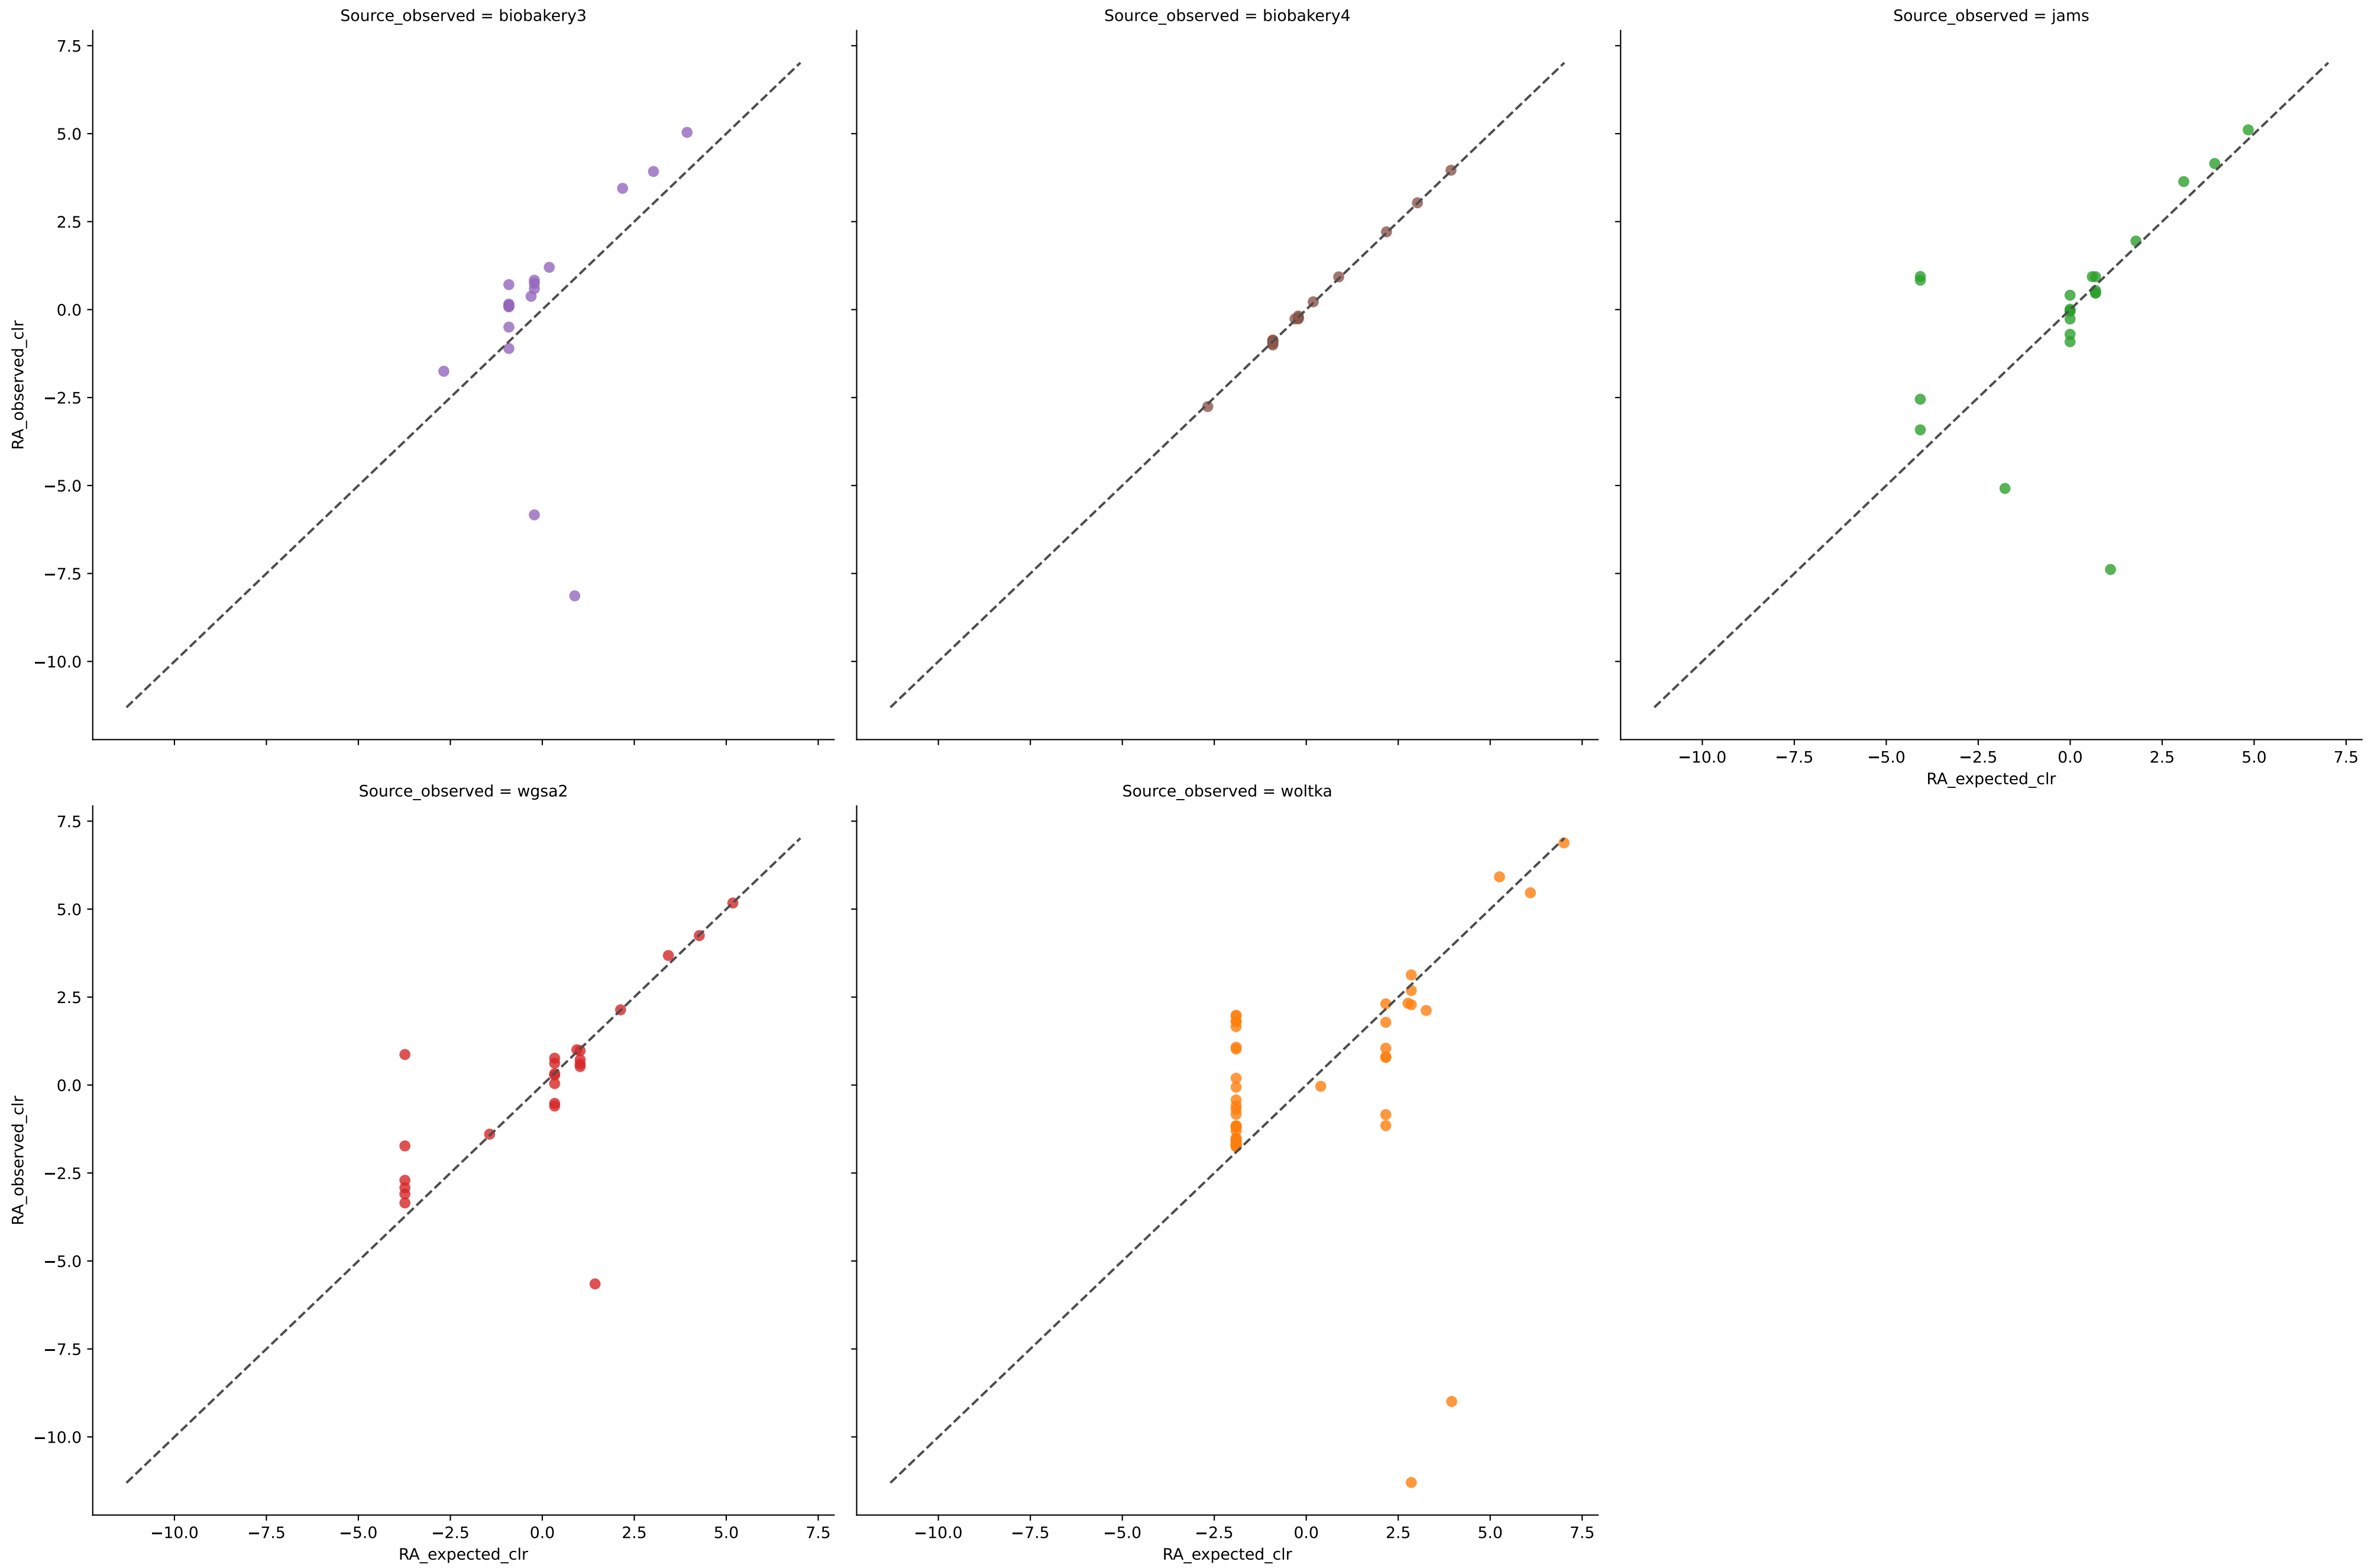 Source_observed = biobakery3
Source_observed = biobakery4
Source_observed = jams
7.5
5.0
2.5
0.0
−2.5
−5.0
−7.5
−10.0
RA_observed_clr
−10.0 −7.5 −5.0 −2.5 0.0 2.5 5.0 7.5
RA_expected_clr
Source_observed = wgsa2
Source_observed = woltka
7.5
5.0
2.5
0.0
−2.5
−5.0
−7.5
−10.0
RA_observed_clr
−10.0 −7.5 −5.0 −2.5 0.0 2.5 5.0 7.5
RA_expected_clr
−10.0 −7.5 −5.0 −2.5 0.0 2.5 5.0 7.5
RA_expected_clr